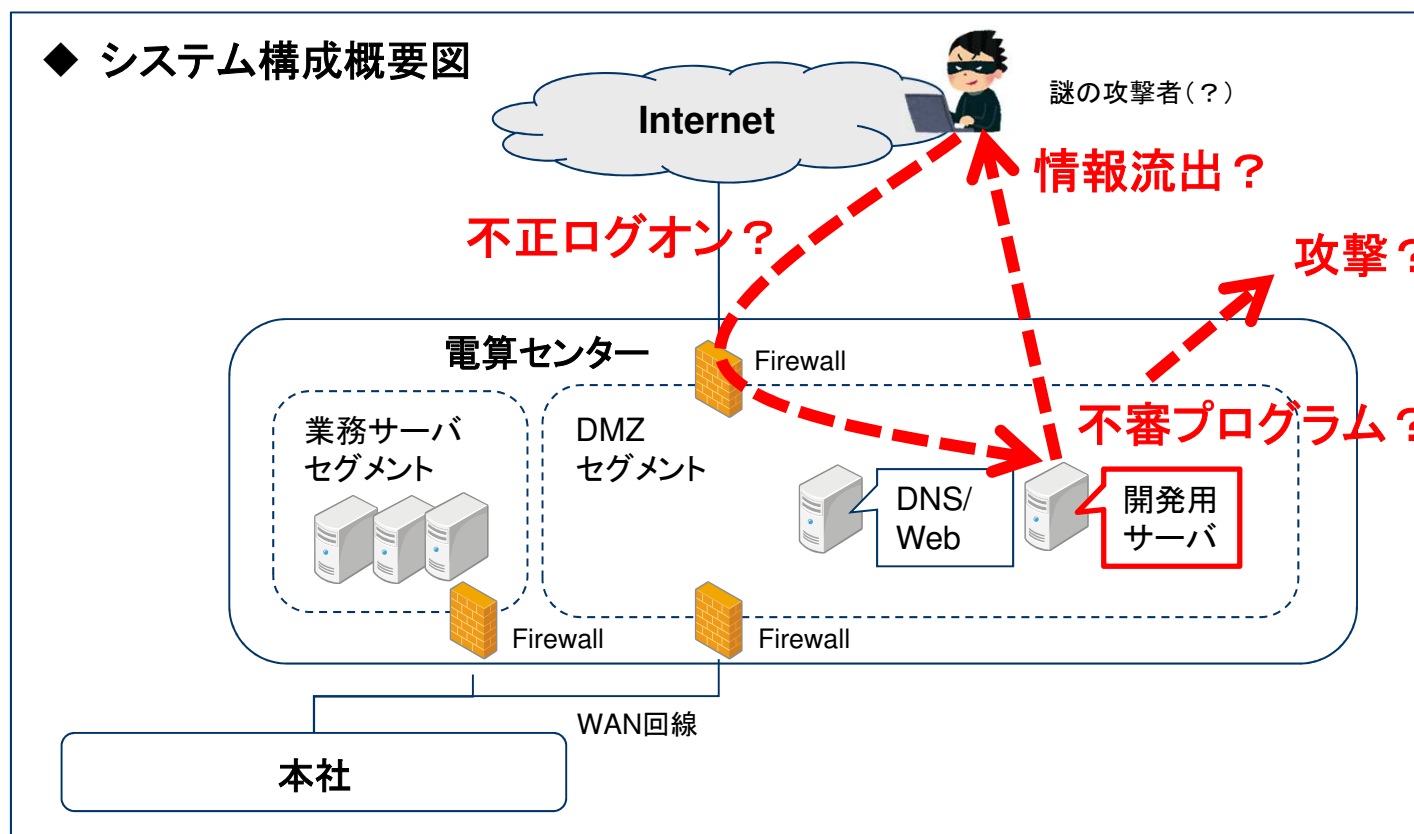 ◆ システム構成概要図
Internet
謎の攻撃者(？)
情報流出？
不正ログオン？
攻撃？
電算センター
Firewall
業務サーバ
セグメント
DMZ
セグメント
不審プログラム？
DNS/
Web
開発用
サーバ
Firewall
Firewall
WAN回線
本社